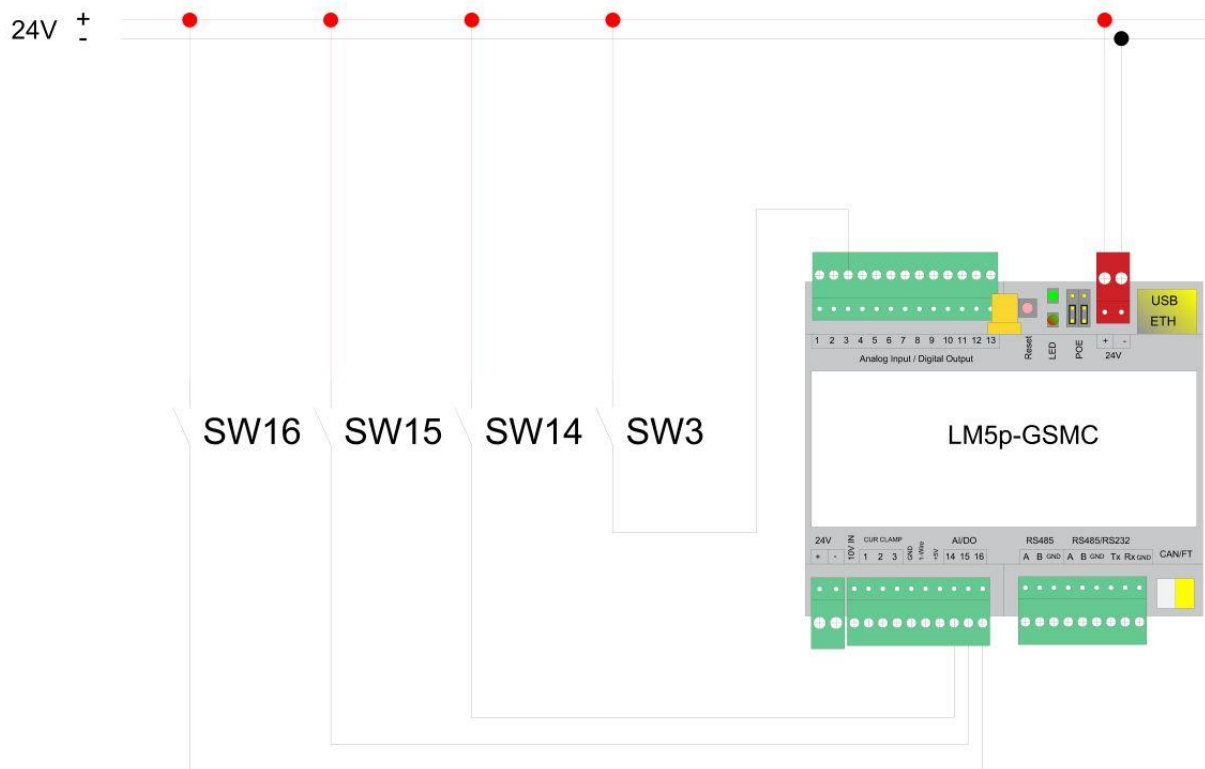 24V + -
USB
ETH
1 2 3 4 5 6 7 8 9 10 11 12 13
Analog Input / Digital Output
Reset
LED
POE
+ -
24V
SW16 SW15 SW14 SW3
LM5p-GSMC
24V 10V IN CUR CLAMP GND 1-Wire +5V AI/DO RS485 RS485/RS232
+ - 1 2 3 14 15 16 A B GND A B GND Tx Rx GND CAN/FT